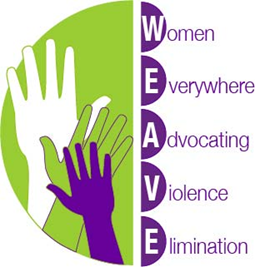 Women
Everywhere
Advocating
Violence
Elimination